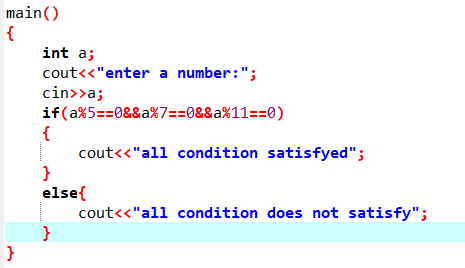 main()
{
int a;
cout<<"enter a number:";
cin>>a;
if(a%5==0&&a%7==0&&a%11==0)
{
cout<<"all condition satisfyed";
}
else{
cout<<"all condition does not satisfy";
}
}